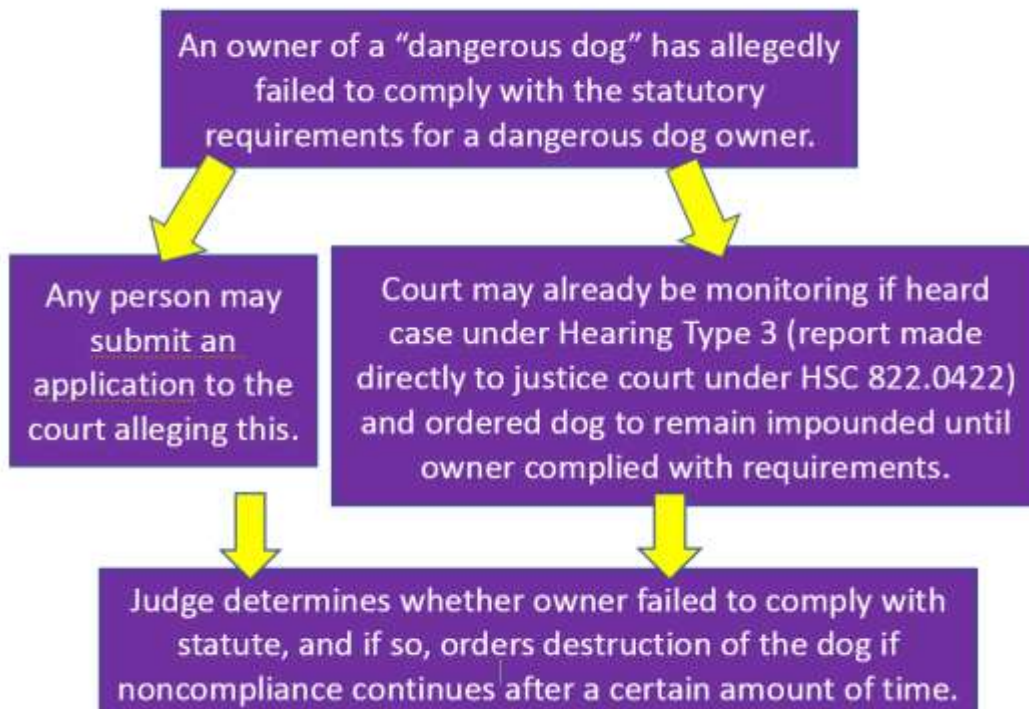 An owner of a “dangerous dog” has allegedly
failed to comply with the statutory
requirements for a dangerous dog owner.
Any person may
submit an
application to the
court alleging this.
Court may already be monitoring if heard
case under Hearing Type 3 (report made
directly to justice court under HSC 822.0422)
and ordered dog to remain impounded until
owner complied with requirements.
Judge determines whether owner failed to comply with
statute, and if so, orders destruction of the dog if
noncompliance continues after a certain amount of time.